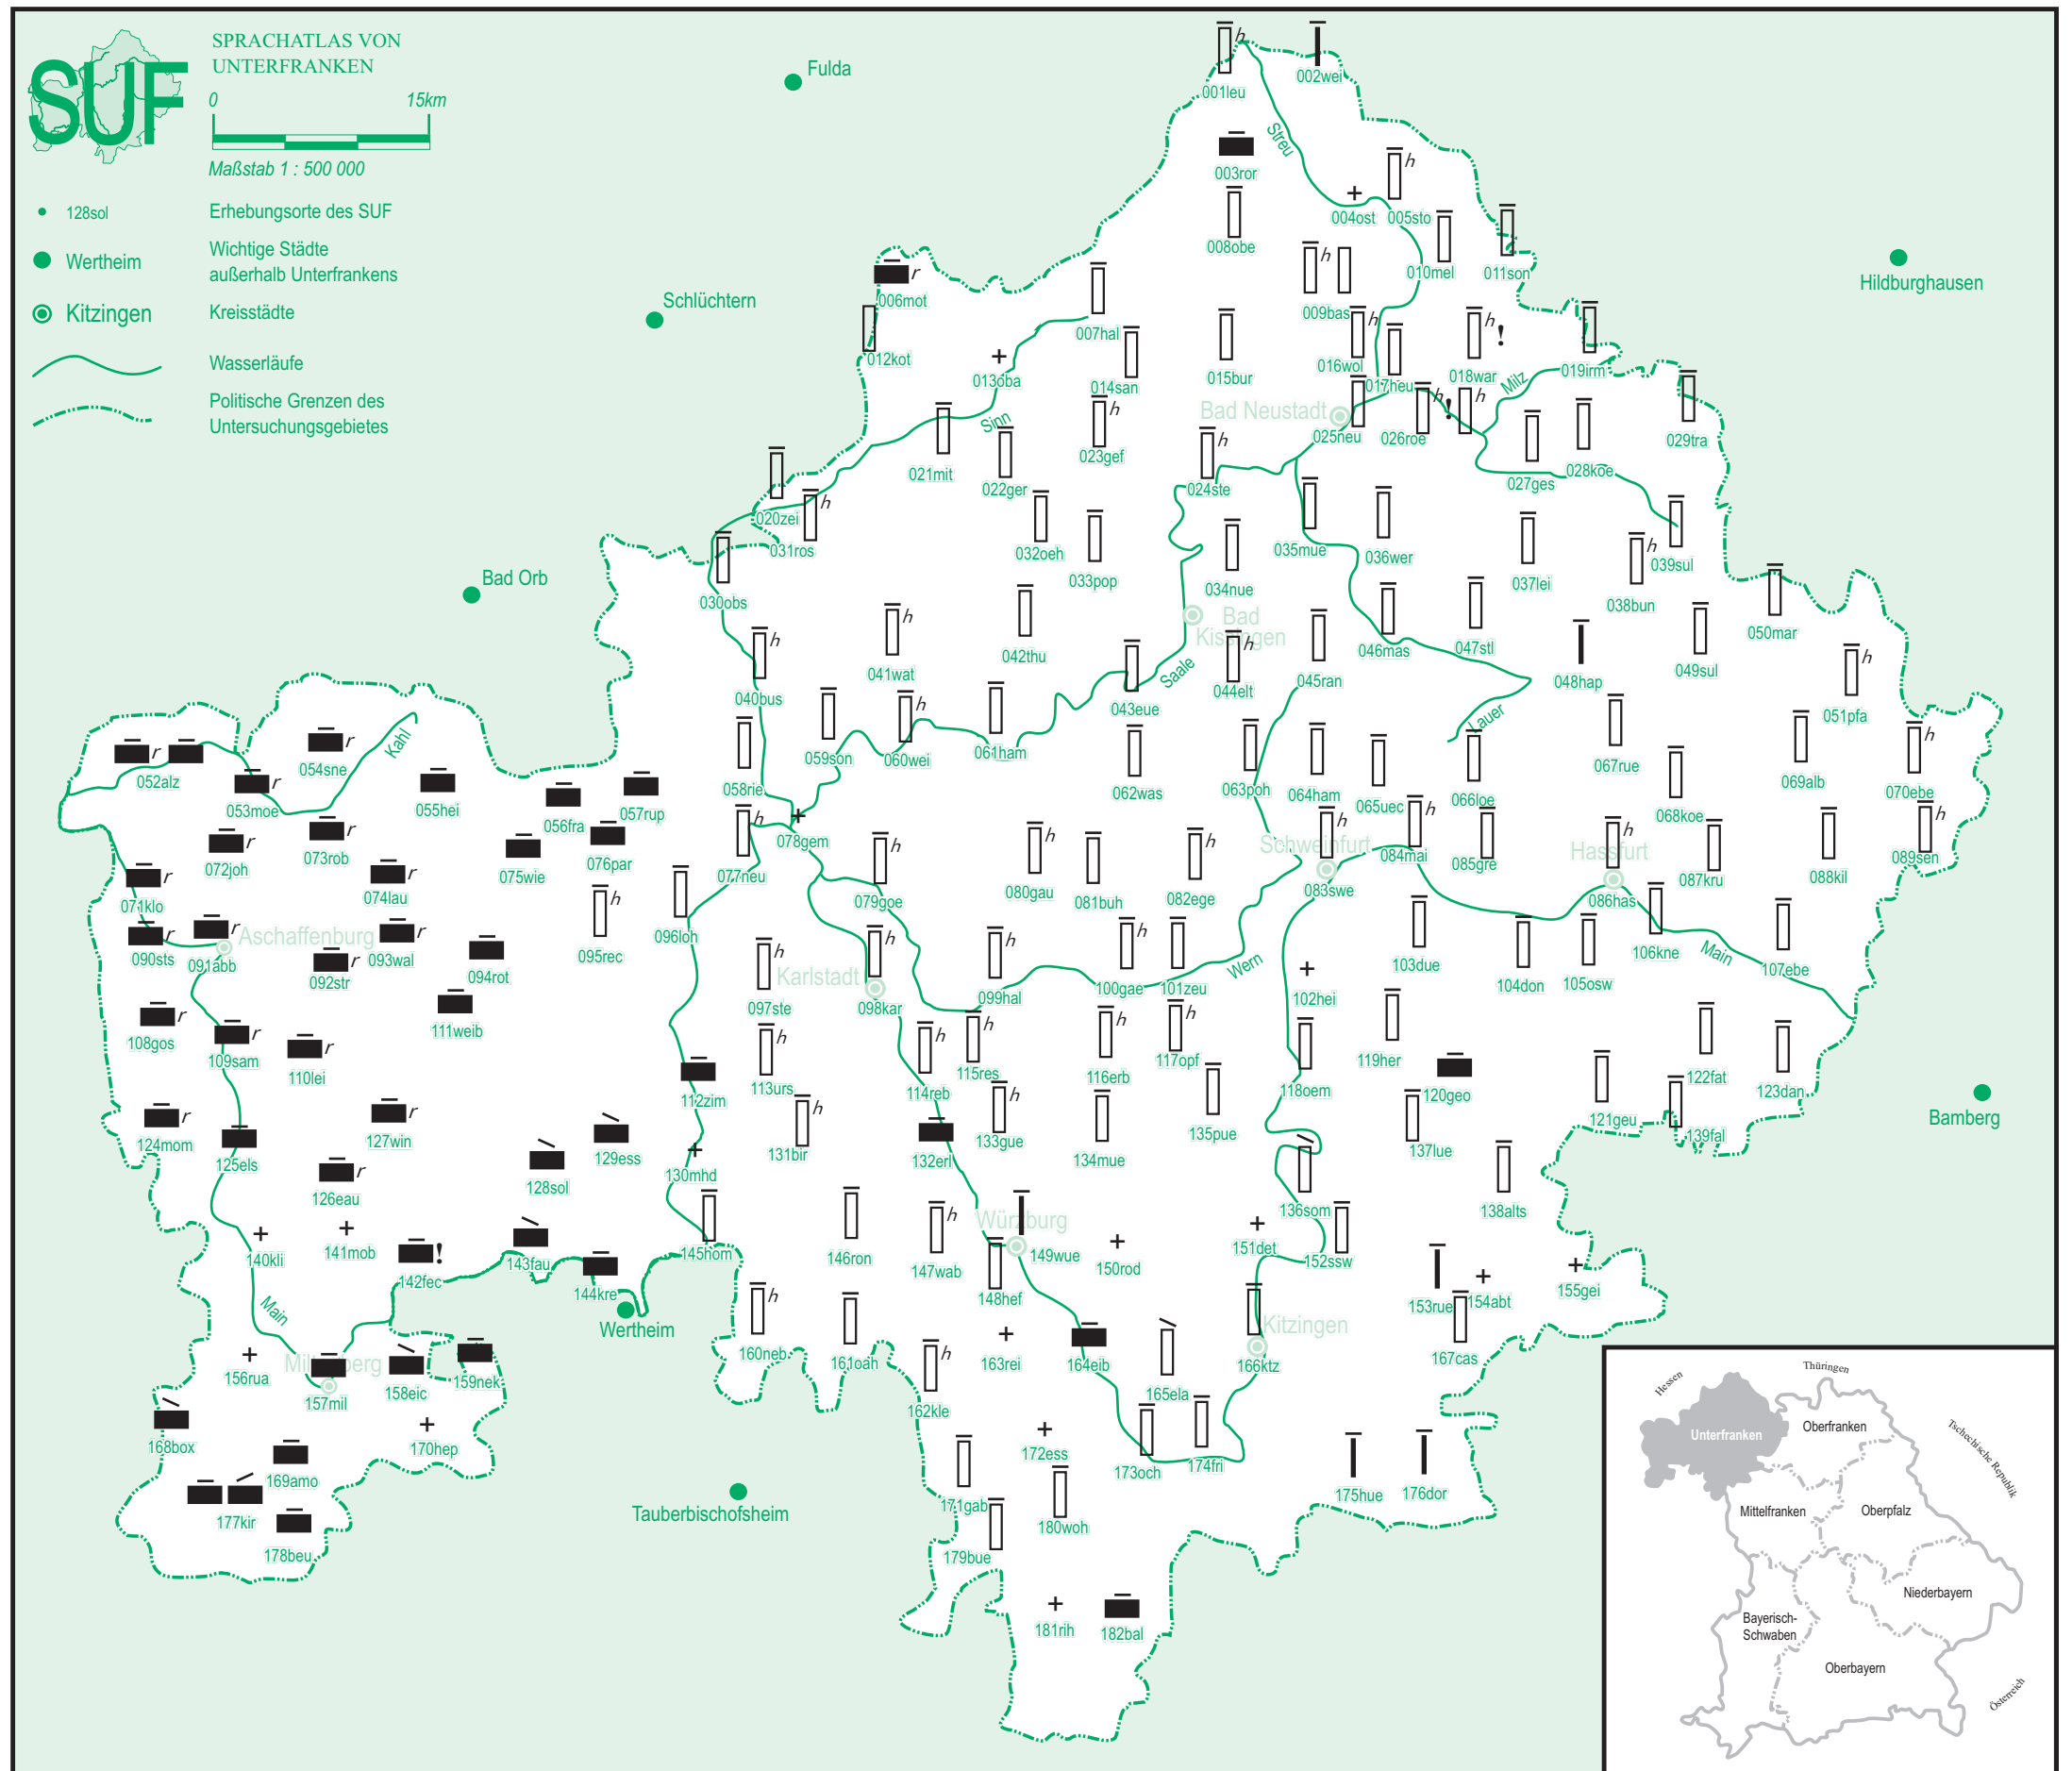 SUF
SPRACHATLAS VON
UNTERFRANKEN
0 15km
Maßstab 1 : 500 000
128sol Erhebungsorte des SUF
Wertheim Wichtige Städte
außerhalb Unterfrankens
Kitzingen Kreisstädte
Wasserläufe
Politische Grenzen des
Untersuchungsgebietes
Fulda
Schlüchtern
Bad Orb
Hildburghausen
Bamberg
Wertheim
Tauberbischofsheim
Streu
Sinn
Milz
Saale
Lauer
Kahl
Wern
Main
Main
Bad Neustadt
Bad
Kissingen
Schweinfurt
Hassfurt
Aschaffenburg
Karlstadt
Würzburg
Kitzingen
Miltenberg
h
001leu
002wei
003ror
004ost
h
005sto
r
006mot
007hal
008obe
h
009bas
010mel
011son
012kot
013oba
014san
015bur
h
016wol
017heu
h !
018war
019irm
020zei
021mit
022ger
h
023gef
h
024ste
025neu
h ! h
026roe
027ges
028koe
029tra
030obs
h
031ros
032oeh
033pop
034nue
035mue
036wer
037lei
h
038bun
039sul
h
040bus
h
041wat
042thu
043eue
h
044elt
045ran
046mas
047stl
048hap
049sul
050mar
h
051pfa
r
052alz
r
053moe
r
054sne
055hei
056fra
057rup
058rie
059son
h
060wei
061ham
062was
063poh
064ham
065uec
066loe
067rue
068koe
069alb
h
070ebe
r
071klo
r
072joh
r
073rob
r
074lau
075wie
076par
h
077neu
078gem
h
079goe
h
080gau
081buh
h
082ege
h
083swe
h
084mai
085gre
h
086has
087kru
088kil
h
089sen
r
090sts
r
091abb
r
092str
r
093wal
094rot
h
095rec
096loh
h
097ste
h
098kar
h
099hal
h
100gae
101zeu
102hei
103due
104don
105osw
h
106kne
107ebe
r
108gos
r
109sam
r
110lei
111weib
112zim
h
113urs
h
114reb
h
115res
h
116erb
h
117opf
118oem
119her
120geo
121geu
122fat
123dan
r
124mom
125els
r
126eau
r
127win
128sol
129ess
130mhd
h
131bir
132erl
h
133gue
134mue
135pue
136som
137lue
138alts
139fal
140kli
141mob
!
142fec
143fau
144kre
145hom
146ron
h
147wab
148hef
149wue
150rod
151det
152ssw
153rue
154abt
155gei
156rua
157mil
158eic
159nek
h
160neb
161oah
h
162kle
163rei
164eib
165ela
166ktz
167cas
168box
169amo
170hep
171gab
172ess
173och
174fri
175hue
176dor
177kir
178beu
179bue
180woh
181rih
182bal
Hessen
Thüringen
Tschechische Republik
Österreich
Unterfranken
Oberfranken
Mittelfranken
Oberpfalz
Niederbayern
Bayerisch-
Schwaben
Oberbayern